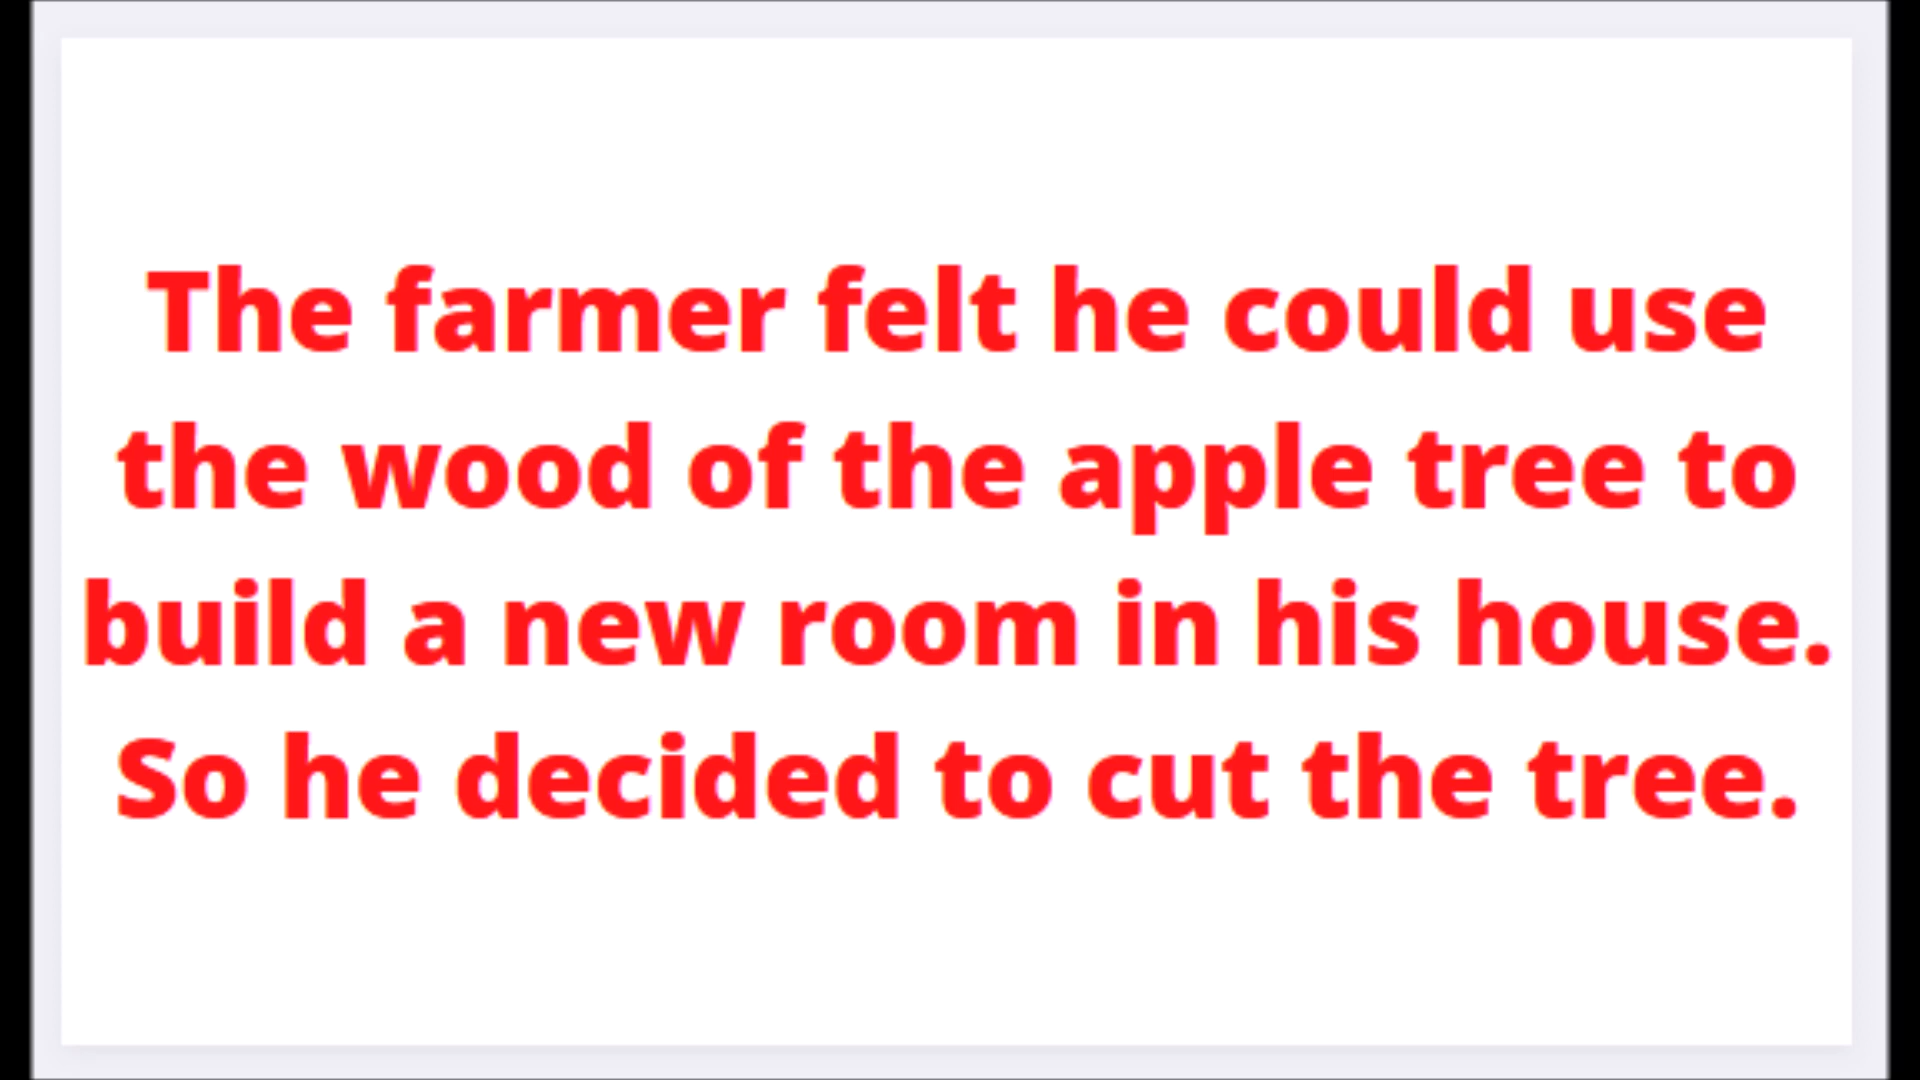 The farmer felt he could use
the wood of the apple tree to
build a new room in his house.
So he decided to cut the tree.